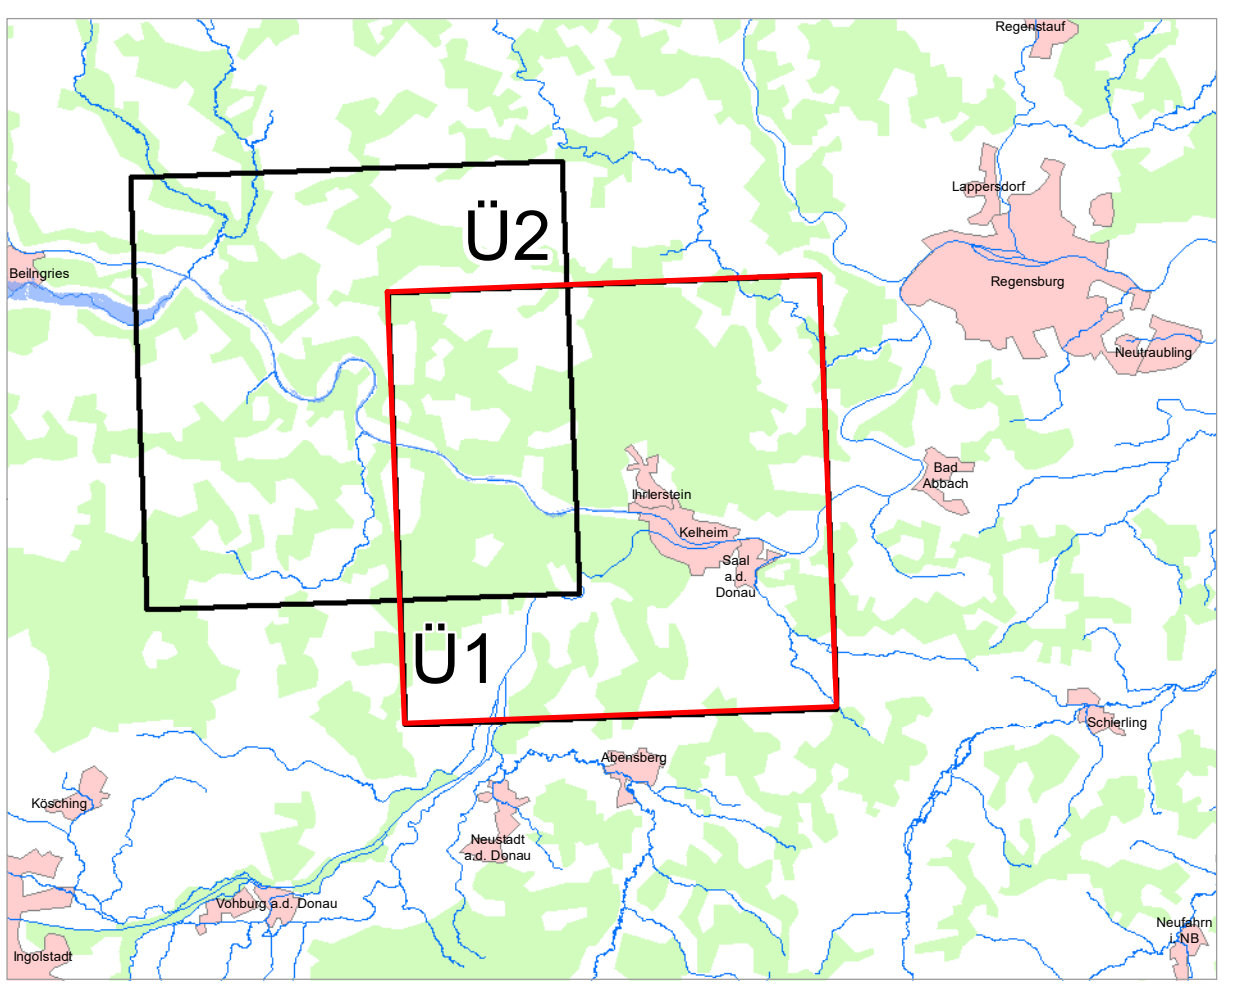 Regenstauf
Lappersdorf
Ü2
Beilngries
Regensburg
Neutraubling
Bad
Abbach
Ihrlerstein
Kelheim
Saal
a.d.
Donau
Ü1
Schierling
Abensberg
Kösching
Neustadt
a.d. Donau
Vohburg a.d. Donau
Neufahrn
i. NB
Ingolstadt